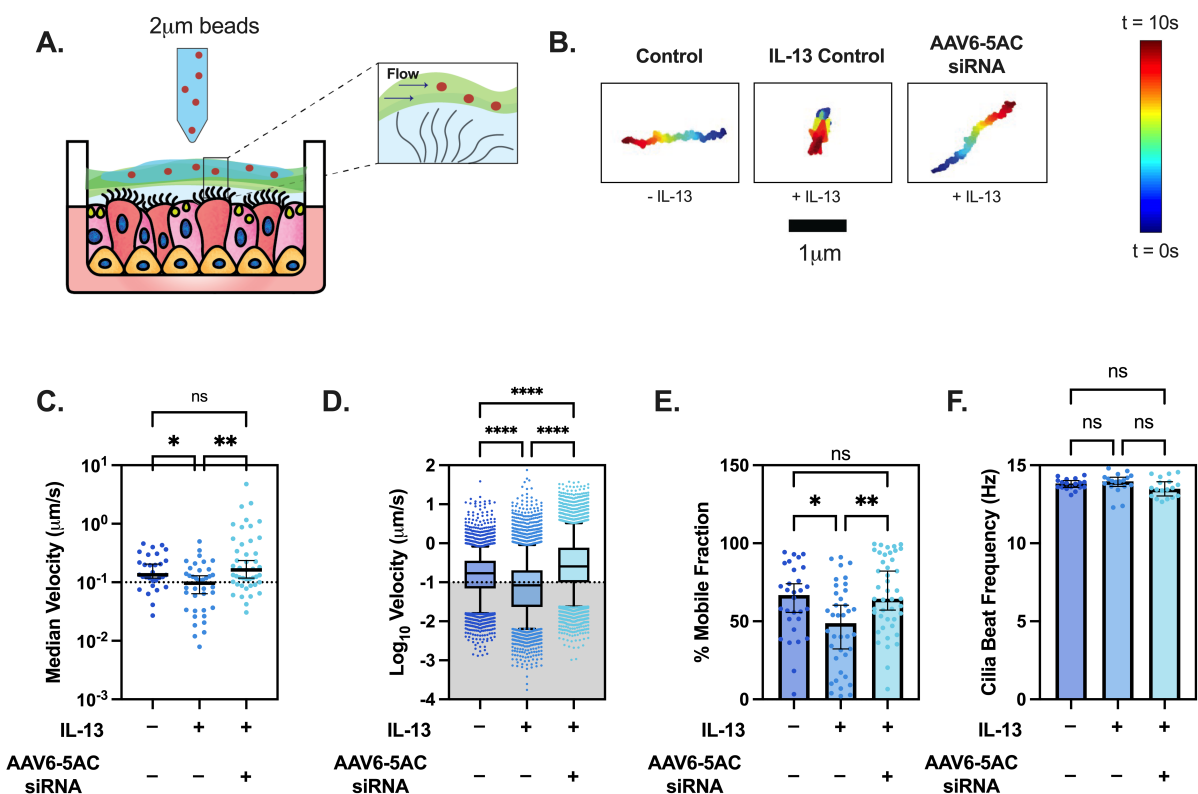 A.
2μm beads
Flow
B.
Control
IL-13 Control
AAV6-5AC
siRNA
- IL-13
+ IL-13
+ IL-13
1μm
t = 10s
t = 0s
C.
ns
*
**
10¹
10⁰
10⁻¹
10⁻²
10⁻³
Median Velocity (μm/s)
IL-13
− + +
AAV6-5AC
siRNA
− − +
D.
****
****
****
2
1
0
-1
-2
-3
-4
Log₁₀ Velocity (μm/s)
IL-13
− + +
AAV6-5AC
siRNA
− − +
E.
ns
*
**
150
100
50
0
% Mobile Fraction
IL-13
− + +
AAV6-5AC
siRNA
− − +
F.
ns
ns
ns
15
10
5
0
Cilia Beat Frequency (Hz)
IL-13
− + +
AAV6-5AC
siRNA
− − +